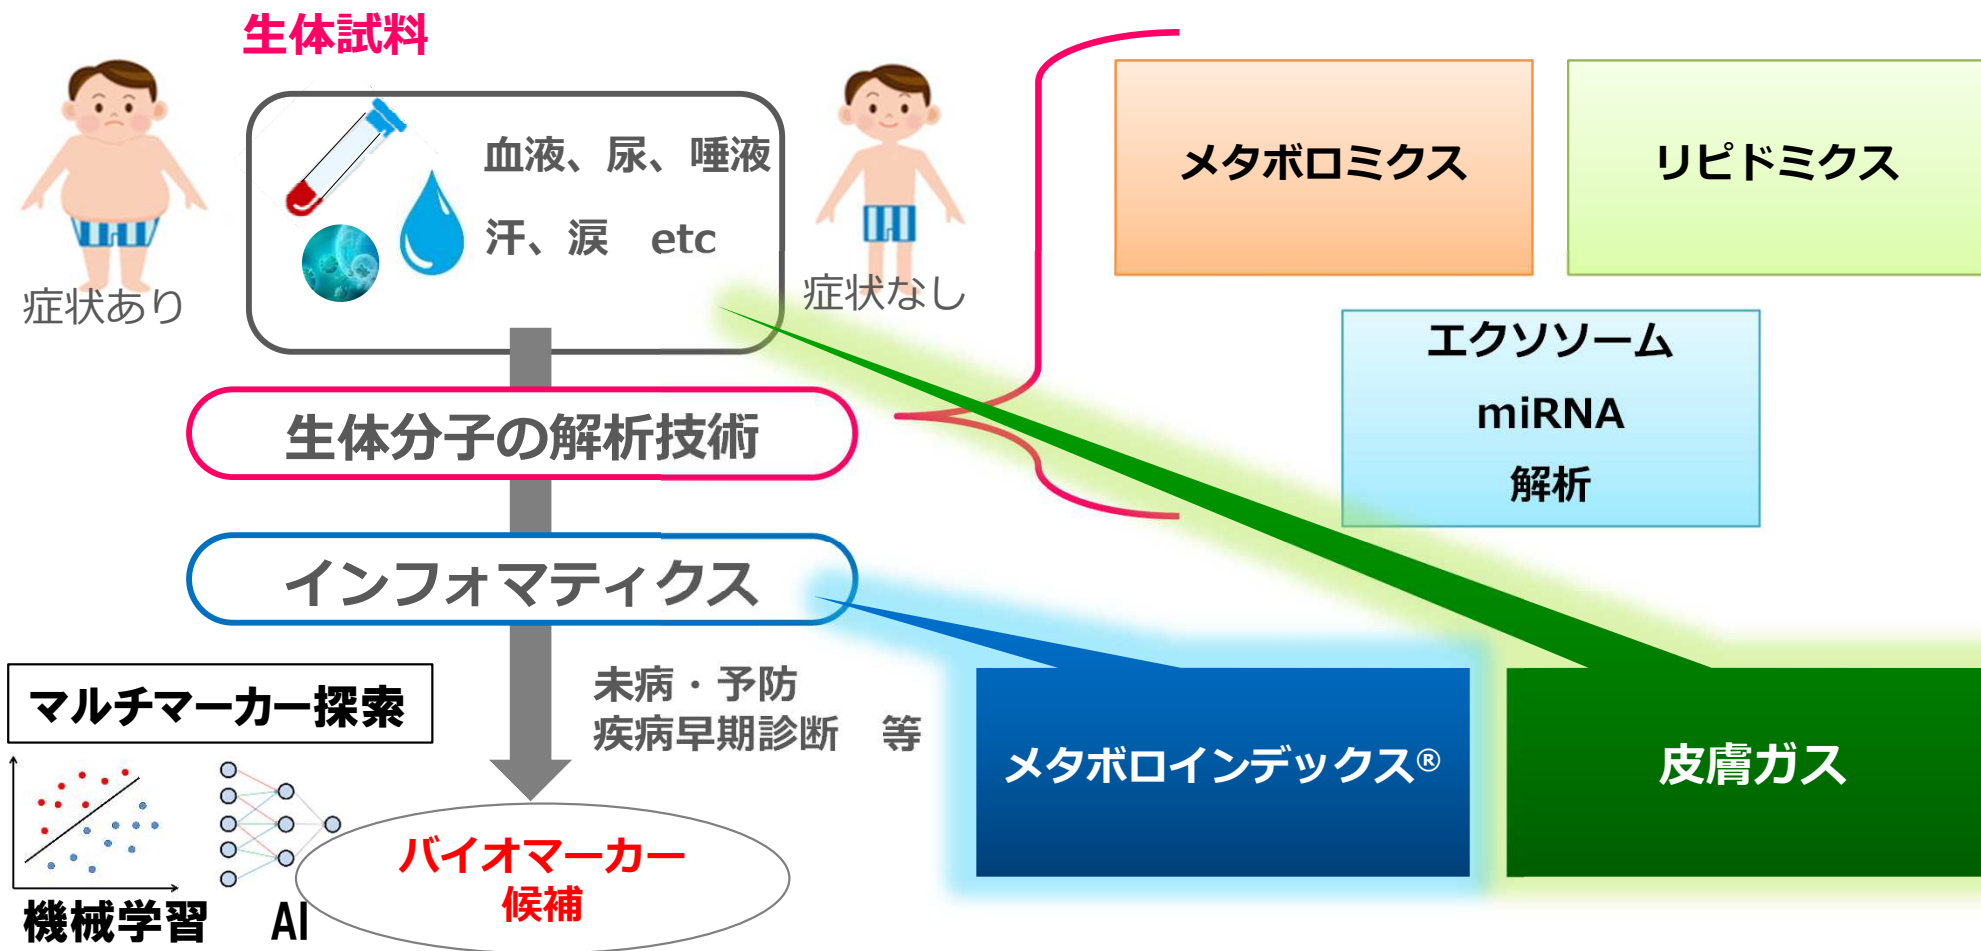 生体試料
血液、尿、唾液
汗、涙　etc
症状あり
症状なし
メタボロミクス
リピドミクス
エクソソーム
miRNA
解析
生体分子の解析技術
インフォマティクス
未病・予防
疾病早期診断　等
マルチマーカー探索
機械学習
AI
バイオマーカー
候補
メタボロインデックス®
皮膚ガス